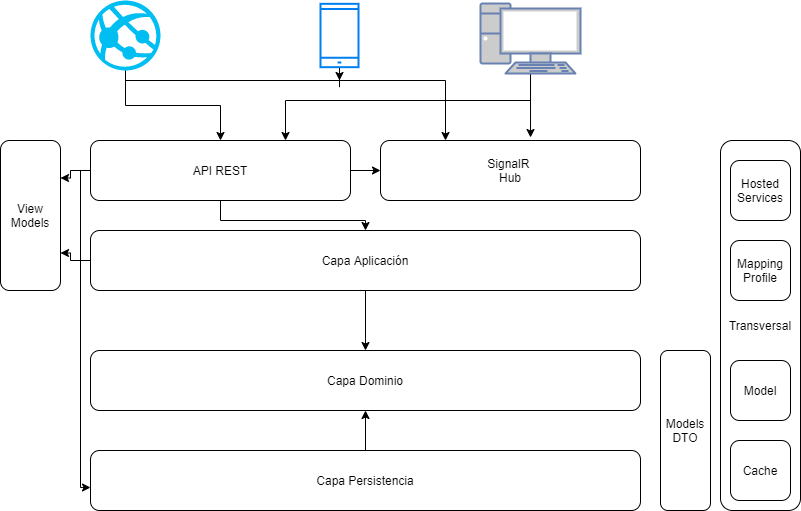 API REST
SignalR
Hub
View
Models
Capa Aplicación
Capa Dominio
Capa Persistencia
Models
DTO
Hosted
Services
Mapping
Profile
Transversal
Model
Cache